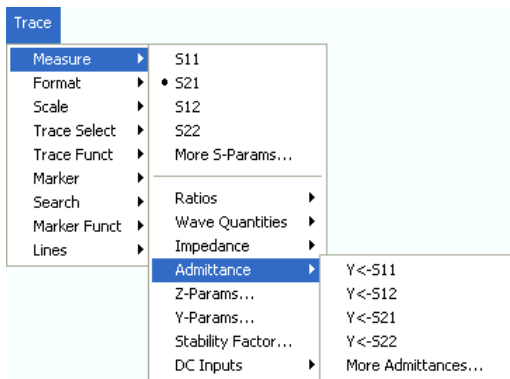 Trace
Measure
Format
Scale
Trace Select
Trace Funct
Marker
Search
Marker Funct
Lines
S11
• S21
S12
S22
More S-Params...
Ratios
Wave Quantities
Impedance
Admittance
Z-Params...
Y-Params...
Stability Factor...
DC Inputs
Y<-S11
Y<-S12
Y<-S21
Y<-S22
More Admittances...